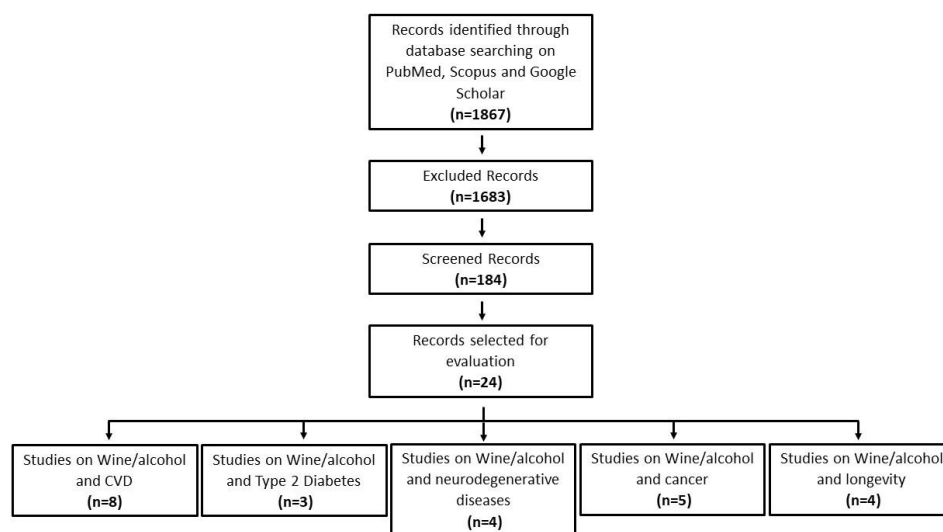 Records identified through
database searching on
PubMed, Scopus and Google
Scholar
(n=1867)
Excluded Records
(n=1683)
Screened Records
(n=184)
Records selected for
evaluation
(n=24)
Studies on Wine/alcohol
and CVD
(n=8)
Studies on Wine/alcohol
and Type 2 Diabetes
(n=3)
Studies on Wine/alcohol
and neurodegenerative
diseases
(n=4)
Studies on Wine/alcohol
and cancer
(n=5)
Studies on Wine/alcohol
and longevity
(n=4)